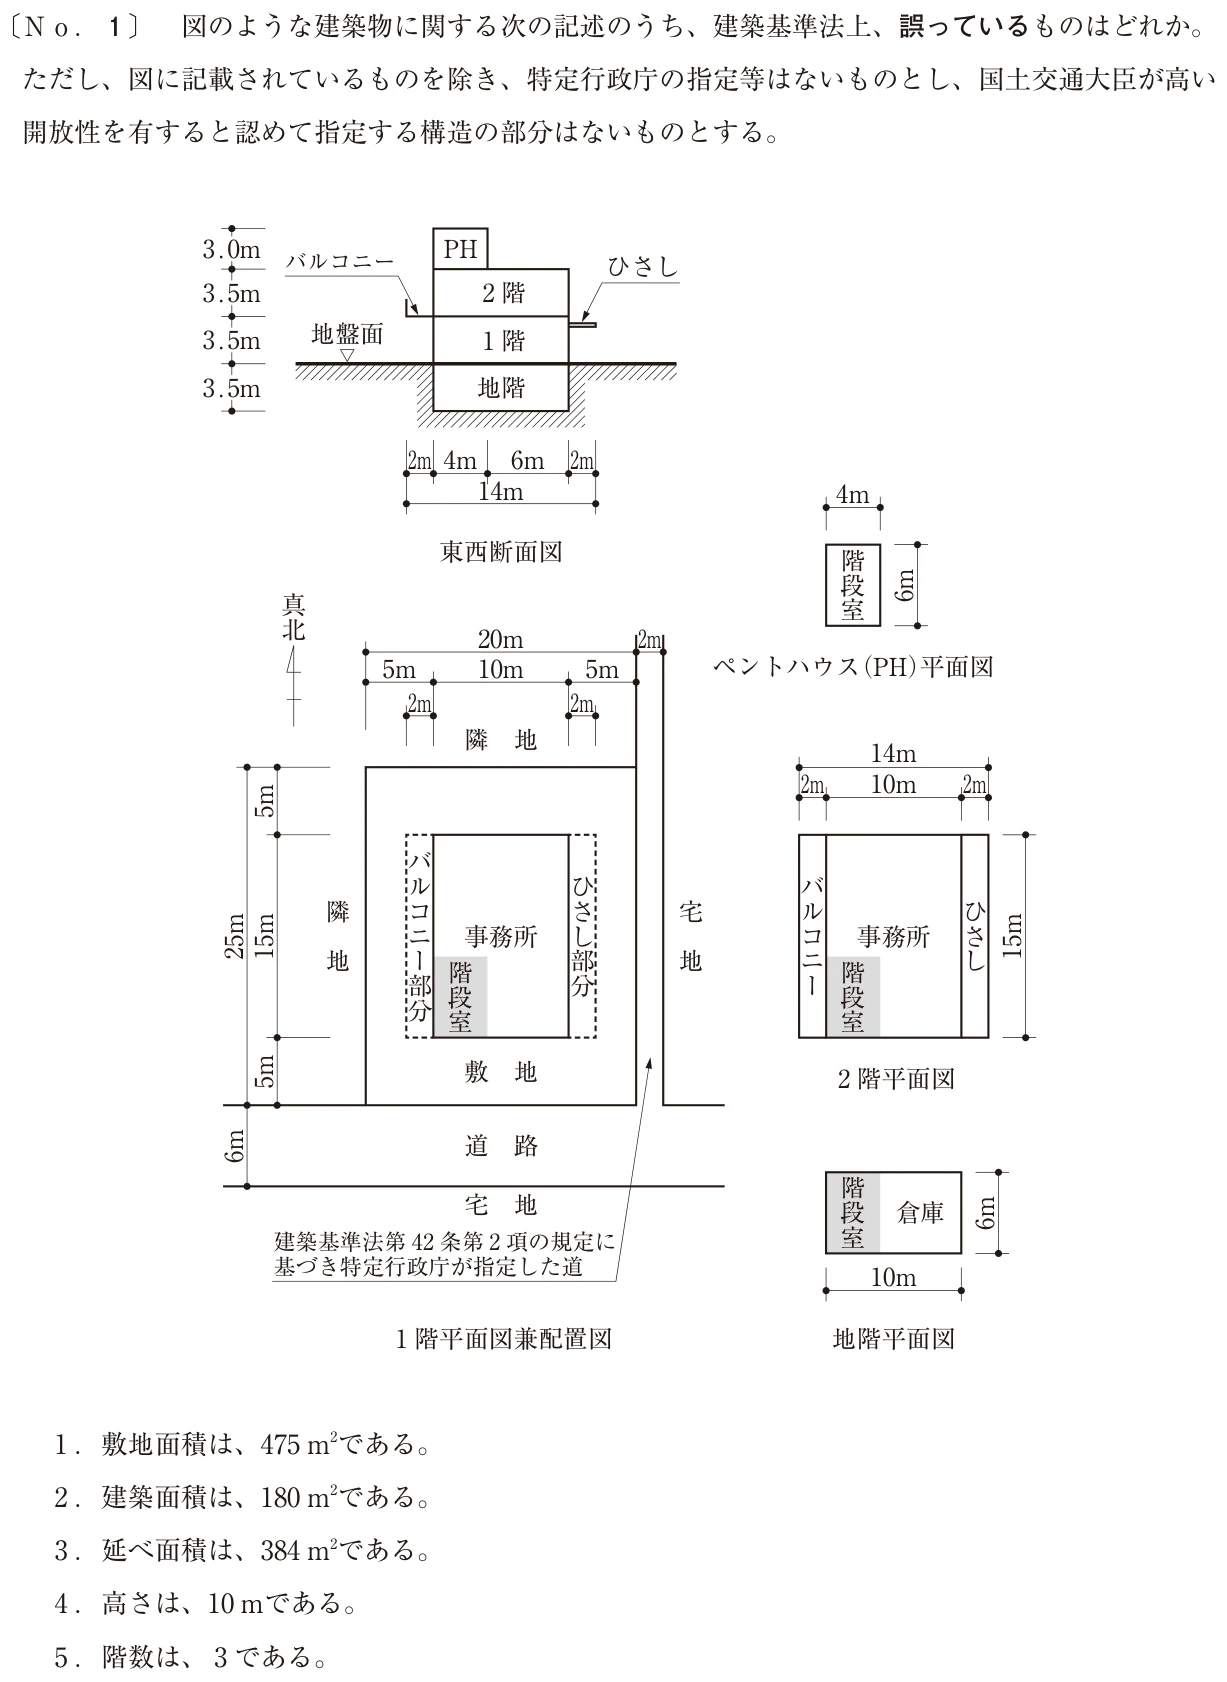 〔Ｎｏ．１〕　図のような建築物に関する次の記述のうち、建築基準法上、誤っているものはどれか。
ただし、図に記載されているものを除き、特定行政庁の指定等はないものとし、国土交通大臣が高い
開放性を有すると認めて指定する構造の部分はないものとする。
3.0m
3.5m
3.5m
3.5m
PH
バルコニー
ひさし
2階
1階
地盤面
地階
2m
4m
6m
2m
14m
東西断面図
4m
階段室
6m
ペントハウス(PH)平面図
真北
20m
2m
5m
10m
5m
2m
2m
隣　地
25m
5m
15m
5m
6m
隣地
バルコニー部分
事務所
階段室
ひさし部分
宅地
敷　地
道　路
宅　地
建築基準法第42条第2項の規定に
基づき特定行政庁が指定した道
1階平面図兼配置図
14m
2m
10m
2m
バルコニー
事務所
階段室
ひさし
15m
2階平面図
階段室
倉庫
6m
10m
地階平面図
1．敷地面積は、475 m²である。
2．建築面積は、180 m²である。
3．延べ面積は、384 m²である。
4．高さは、10 mである。
5．階数は、3である。